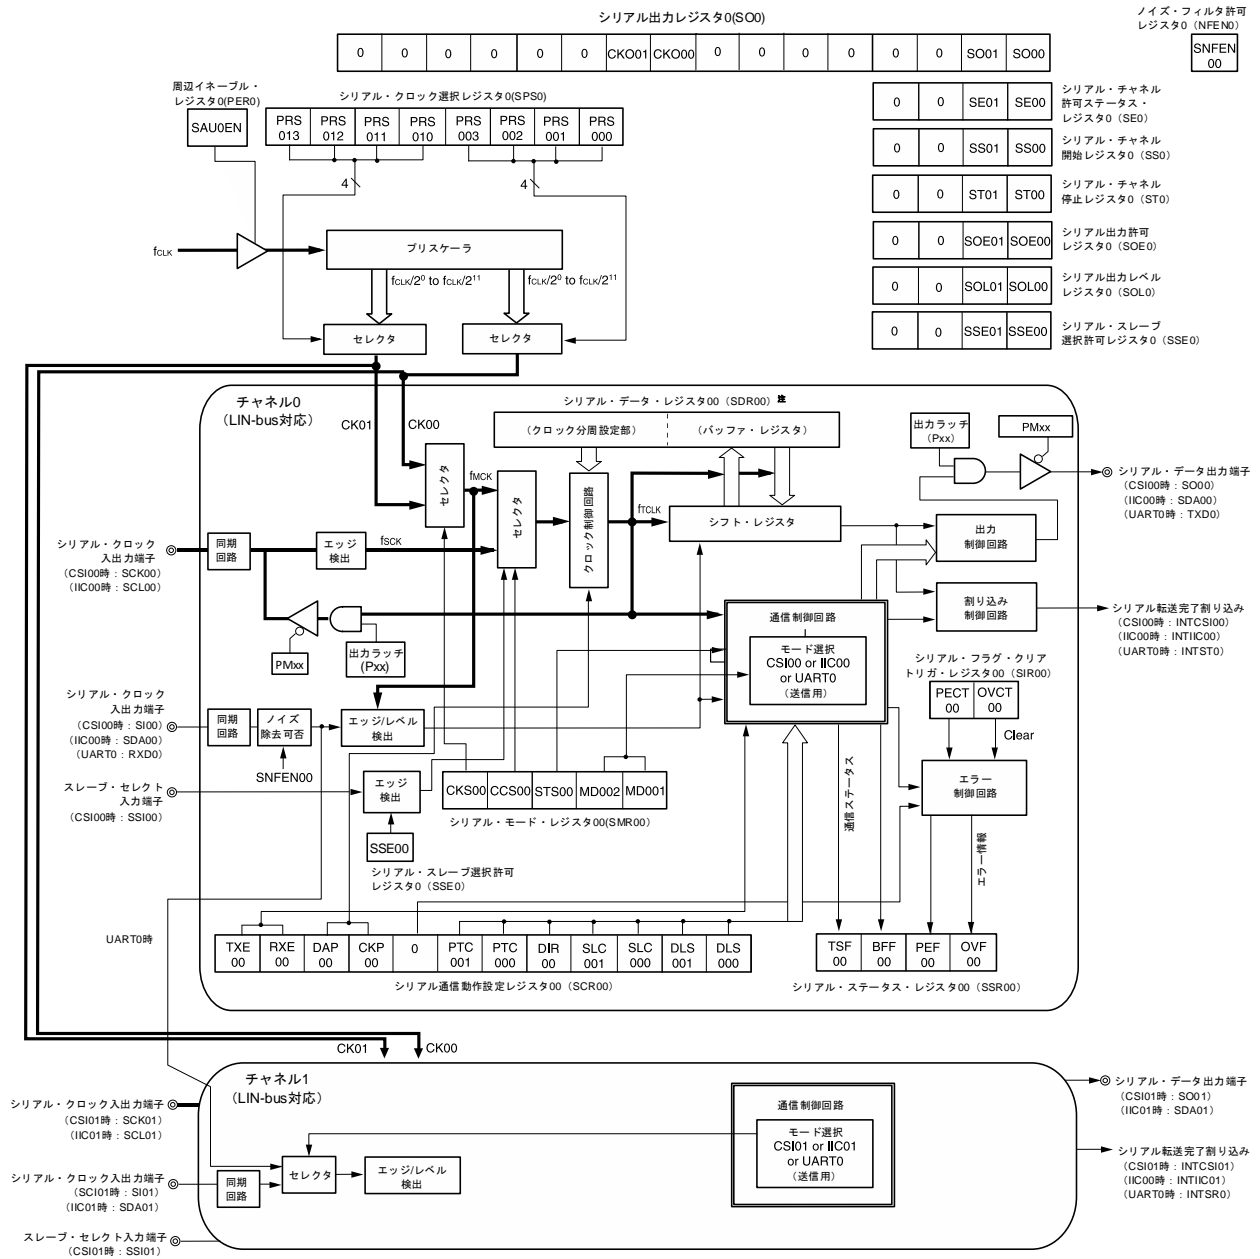 シリアル出力レジスタ0(SO0)
0 0 0 0 0 0 CKO01 CKO00 0 0 0 0 0 0 SO01 SO00
ノイズ・フィルタ許可
レジスタ0（NFEN0）
SNFEN
00
周辺イネーブル・
レジスタ0(PER0)
SAU0EN
シリアル・クロック選択レジスタ0(SPS0)
PRS PRS PRS PRS PRS PRS PRS PRS
013 012 011 010 003 002 001 000
4
4
0 0 SE01 SE00
シリアル・チャネル
許可ステータス・
レジスタ0（SE0）
0 0 SS01 SS00
シリアル・チャネル
開始レジスタ0（SS0）
0 0 ST01 ST00
シリアル・チャネル
停止レジスタ0（ST0）
0 0 SOE01 SOE00
シリアル出力許可
レジスタ0（SOE0）
0 0 SOL01 SOL00
シリアル出力レベル
レジスタ0（SOL0）
0 0 SSE01 SSE00
シリアル・スレーブ
選択許可レジスタ0（SSE0）
fCLK
プリスケーラ
fCLK/2⁰ to fCLK/2¹¹
fCLK/2⁰ to fCLK/2¹¹
セレクタ
セレクタ
チャネル0
（LIN-bus対応）
CK01
CK00
シリアル・データ・レジスタ00（SDR00）注
（クロック分周設定部）
（バッファ・レジスタ）
出力ラッチ
（Pxx）
PMxx
シリアル・データ出力端子
（CSI00時：SO00）
（IIC00時：SDA00）
（UART0時：TXD0）
セレクタ
fMCK
セレクタ
クロック制御回路
fTCLK
シフト・レジスタ
出力
制御回路
シリアル・クロック
入出力端子
（CSI00時：SCK00）
（IIC00時：SCL00）
同期
回路
エッジ
検出
fSCK
PMxx
出力ラッチ
（Pxx）
通信制御回路
モード選択
CSI00 or IIC00
or UART0
（送信用）
割り込み
制御回路
シリアル転送完了割り込み
（CSI00時：INTCSI00）
（IIC00時：INTIIC00）
（UART0時：INTST0）
シリアル・フラグ・クリア
トリガ・レジスタ00（SIR00）
PECT OVCT
00 00
Clear
シリアル・クロック
入出力端子
（CSI00時：SI00）
（IIC00時：SDA00）
（UART0：RXD0）
同期
回路
ノイズ
除去可否
SNFEN00
エッジ/レベル
検出
スレーブ・セレクト
入力端子
（CSI00時：SSI00）
エッジ
検出
SSE00
シリアル・スレーブ選択許可
レジスタ0（SSE0）
CKS00 CCS00 STS00 MD002 MD001
シリアル・モード・レジスタ00(SMR00)
通信ステータス
エラー
制御回路
エラー情報
UART0時
TXE RXE DAP CKP 0 PTC PTC DIR SLC SLC DLS DLS
00 00 00 00 001 000 00 001 000 001 000
シリアル通信動作設定レジスタ00（SCR00）
TSF BFF PEF OVF
00 00 00 00
シリアル・ステータス・レジスタ00（SSR00）
CK01
CK00
チャネル1
（LIN-bus対応）
シリアル・クロック入出力端子
（CSI01時：SCK01）
（IIC01時：SCL01）
シリアル・クロック入出力端子
（SCI01時：SI01）
（IIC01時：SDA01）
同期
回路
セレクタ
エッジ/レベル
検出
スレーブ・セレクト入力端子
（CSI01時：SSI01）
通信制御回路
モード選択
CSI01 or IIC01
or UART0
（送信用）
シリアル・データ出力端子
（CSI01時：SO01）
（IIC01時：SDA01）
シリアル転送完了割り込み
（CSI01時：INTCSI01）
（IIC00時：INTIIC01）
（UART0時：INTSR0）